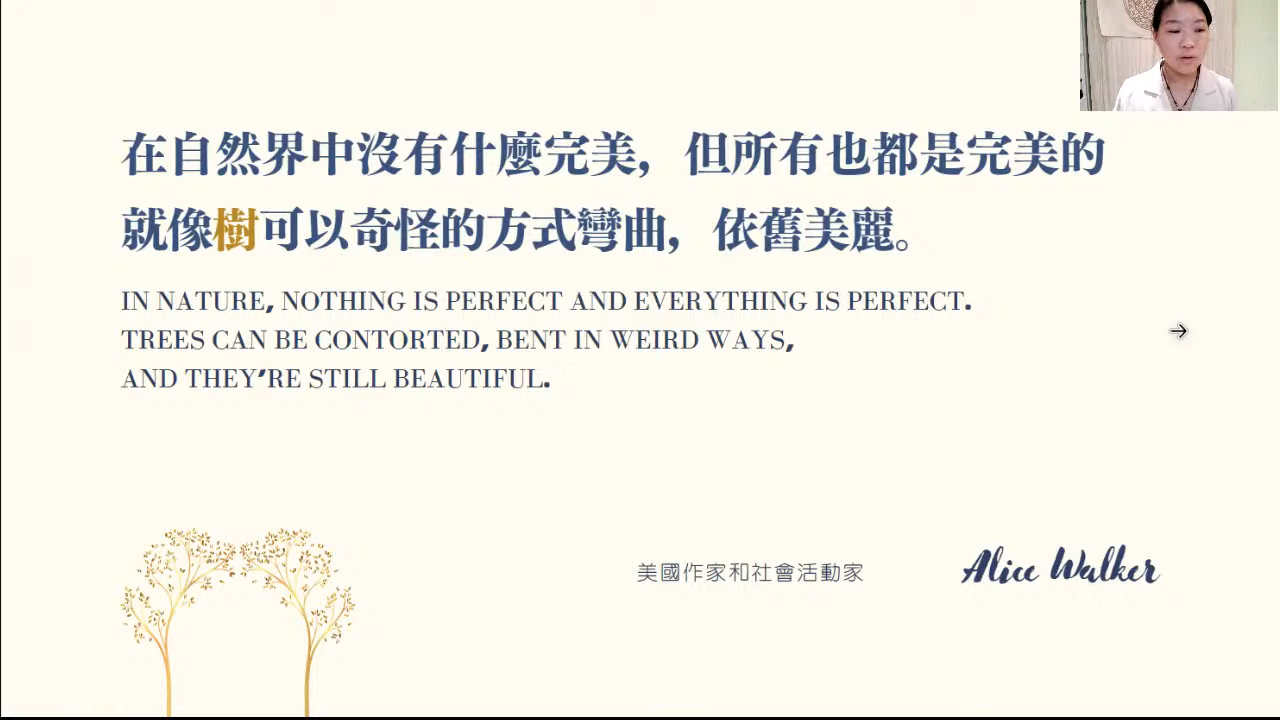 在自然界中沒有什麼完美，但所有也都是完美的
就像樹可以奇怪的方式彎曲，依舊美麗。
IN NATURE, NOTHING IS PERFECT AND EVERYTHING IS PERFECT.
TREES CAN BE CONTORTED, BENT IN WEIRD WAYS,
AND THEY'RE STILL BEAUTIFUL.
美國作家和社會活動家
Alice Walker